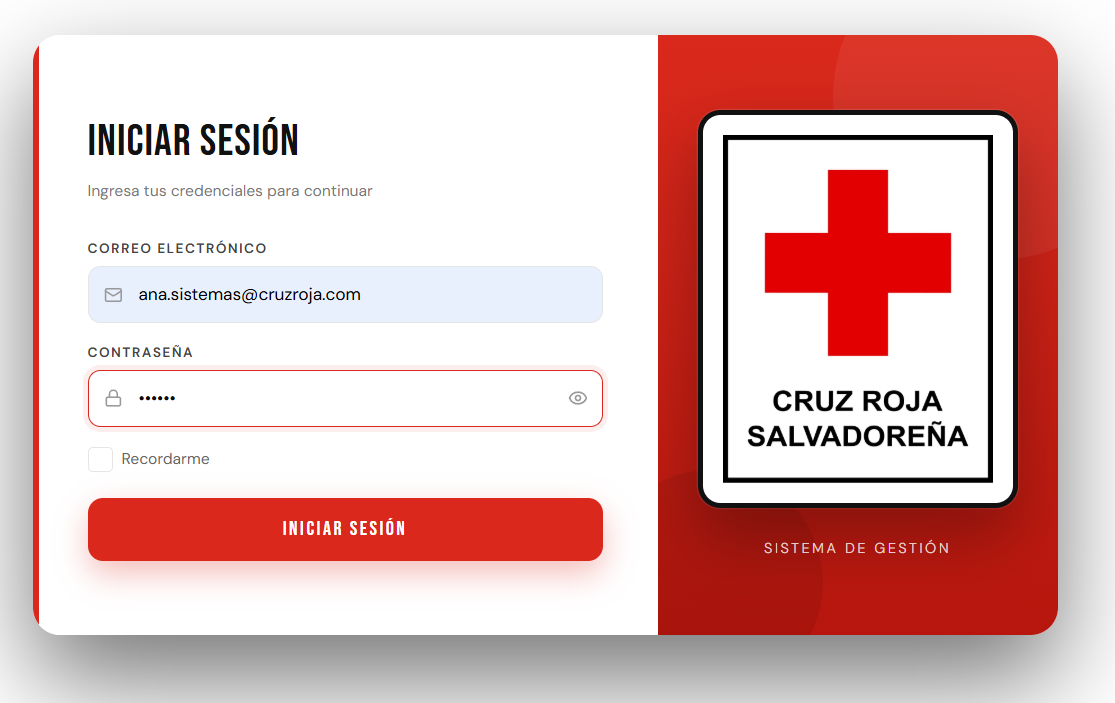 INICIAR SESIÓN
Ingresa tus credenciales para continuar
CORREO ELECTRÓNICO
ana.sistemas@cruzroja.com
CONTRASEÑA
••••••
Recordarme
INICIAR SESIÓN
CRUZ ROJA
SALVADOREÑA
SISTEMA DE GESTIÓN